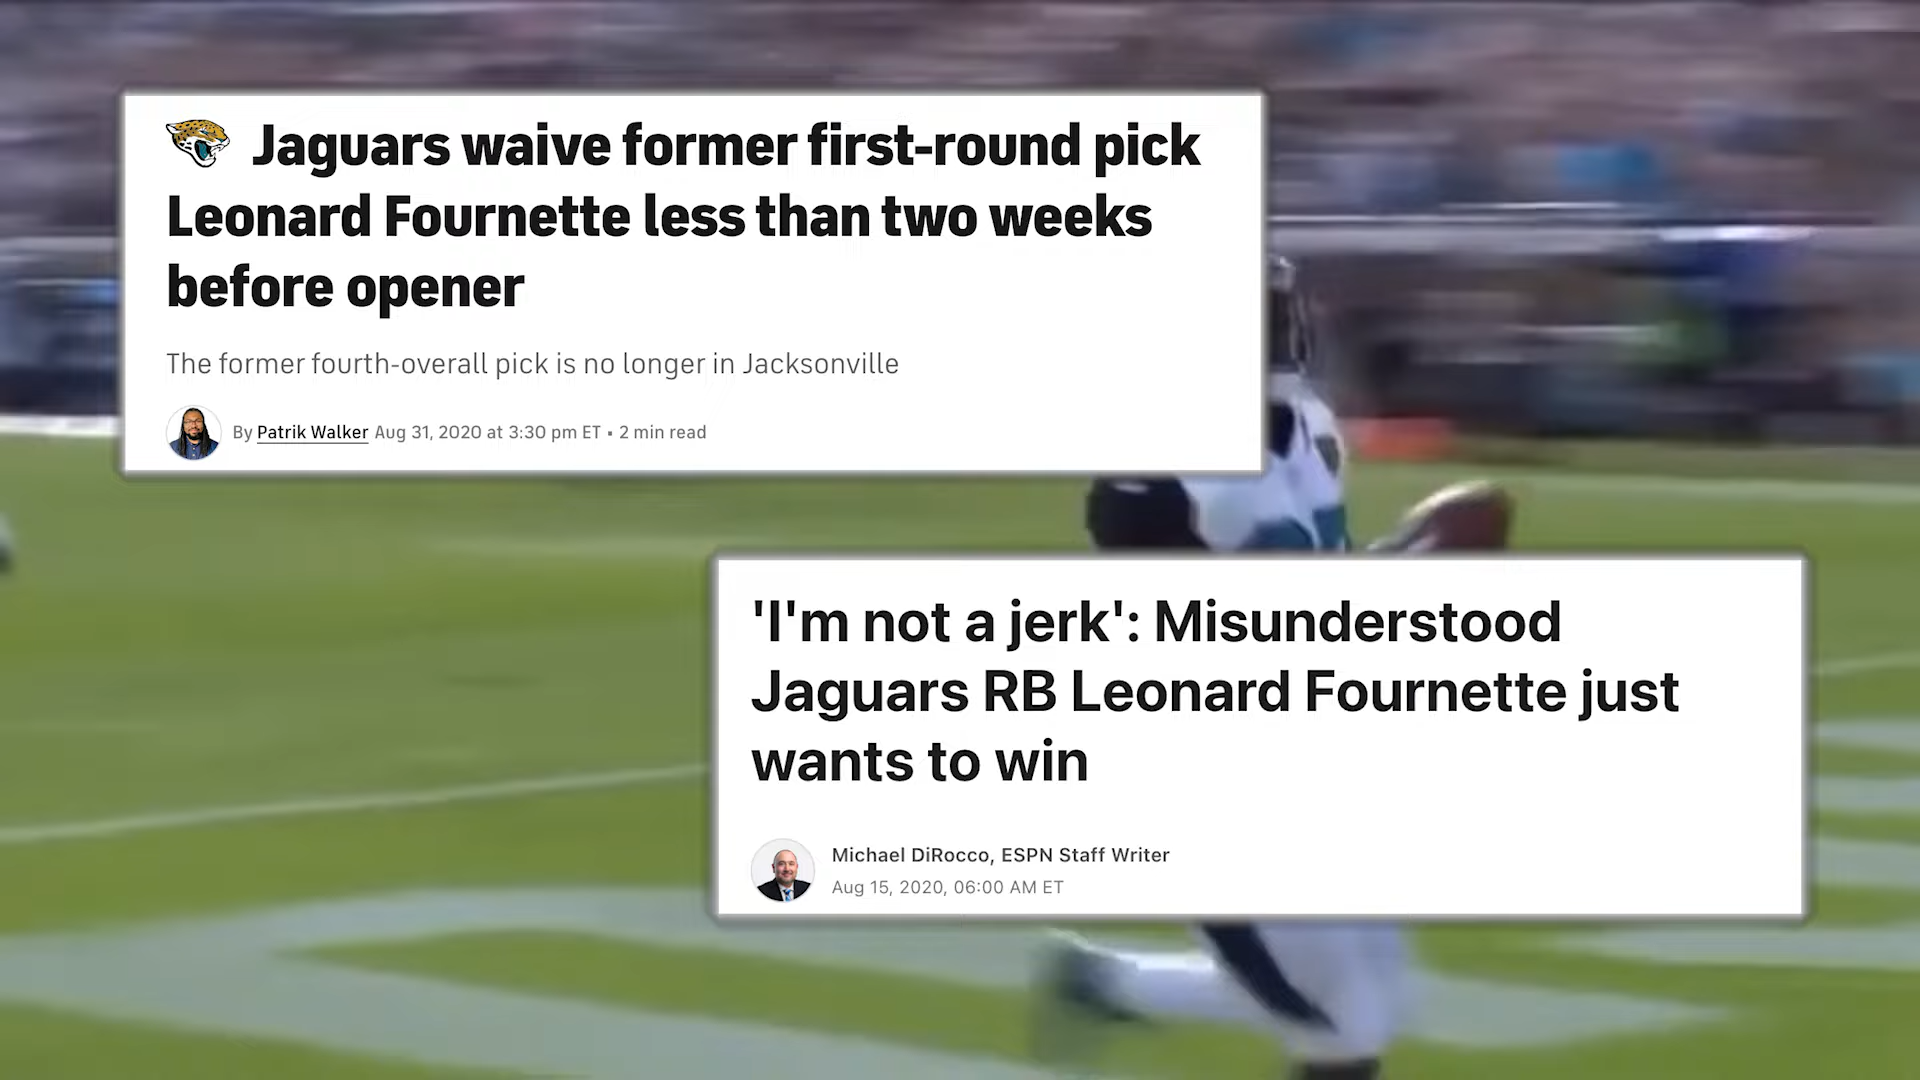 Jaguars waive former first-round pick
Leonard Fournette less than two weeks
before opener
The former fourth-overall pick is no longer in Jacksonville
By Patrik Walker Aug 31, 2020 at 3:30 pm ET • 2 min read
'I'm not a jerk': Misunderstood
Jaguars RB Leonard Fournette just
wants to win
Michael DiRocco, ESPN Staff Writer
Aug 15, 2020, 06:00 AM ET